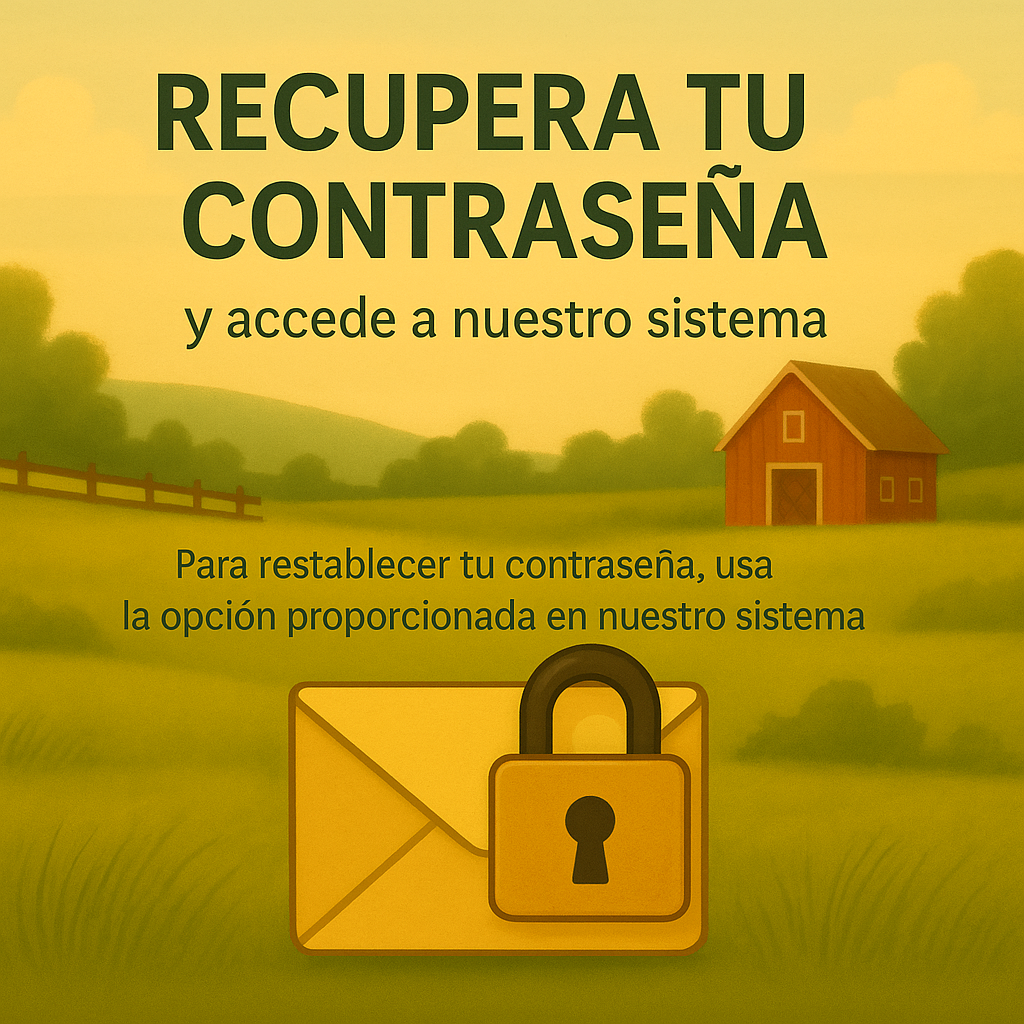 RECUPERA TU
CONTRASEÑA
y accede a nuestro sistema
Para restablecer tu contraseña, usa
la opción proporcionada en nuestro sistema